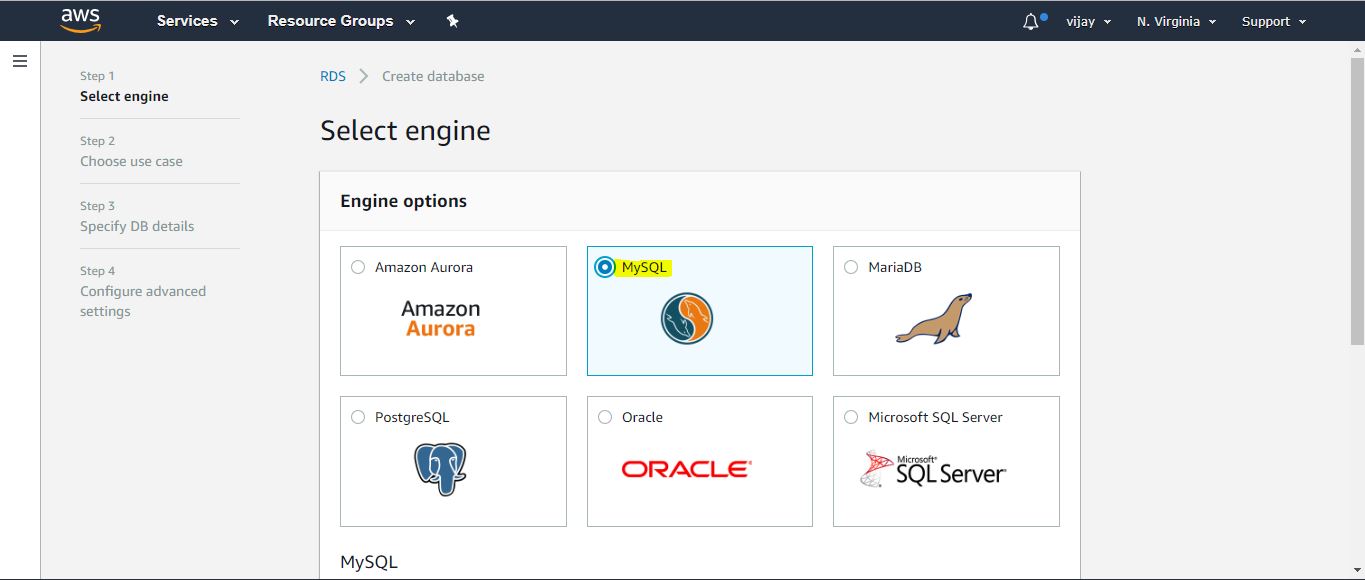 aws Services Resource Groups vijay N. Virginia Support
Step 1
Select engine
Step 2
Choose use case
Step 3
Specify DB details
Step 4
Configure advanced
settings
RDS > Create database
Select engine
Engine options
Amazon Aurora
Amazon
Aurora
MySQL
MariaDB
PostgreSQL
Oracle
ORACLE
Microsoft SQL Server
Microsoft
SQL Server
MySQL